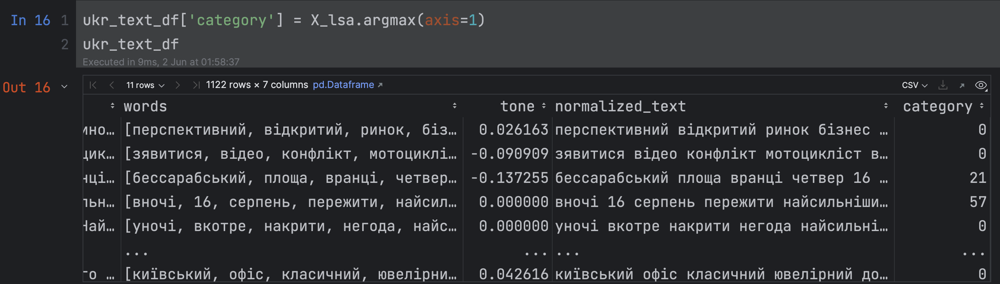 In 16 1 ukr_text_df['category'] = X_lsa.argmax(axis=1)
2 ukr_text_df
Executed in 9ms, 2 Jun at 01:58:37
Out 16 11 rows 1122 rows × 7 columns pd.Dataframe CSV
words tone normalized_text category
ино… [перспективний, відкритий, ринок, біз… 0.026163 перспективний відкритий ринок бізнес … 0
цик… [зявитися, відео, конфлікт, мотоциклі… -0.090909 зявитися відео конфлікт мотоцикліст в… 0
нці… [бессарабський, площа, вранці, четвер… -0.137255 бессарабський площа вранці четвер 16 … 21
льн… [вночі, 16, серпень, пережити, найсил… 0.000000 вночі 16 серпень пережити найсильніши… 57
Най… [уночі, вкотре, накрити, негода, найс… 0.000000 уночі вкотре накрити негода найсильні… 0
... ... ... ...
го … [київський, офіс, класичний, ювелірни… 0.042616 київський офіс класичний ювелірний до… 0